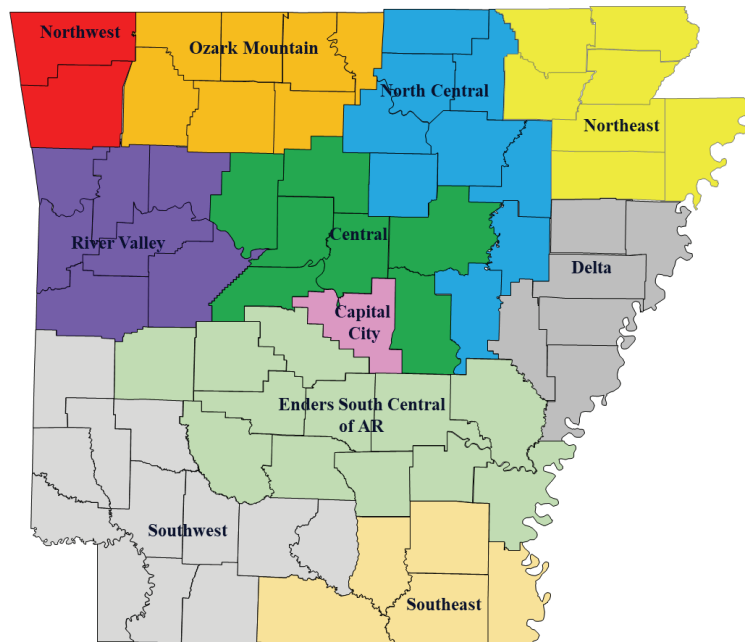 Northwest
Ozark Mountain
North Central
Northeast
River Valley
Central
Delta
Capital
City
Enders South Central
of AR
Southwest
Southeast